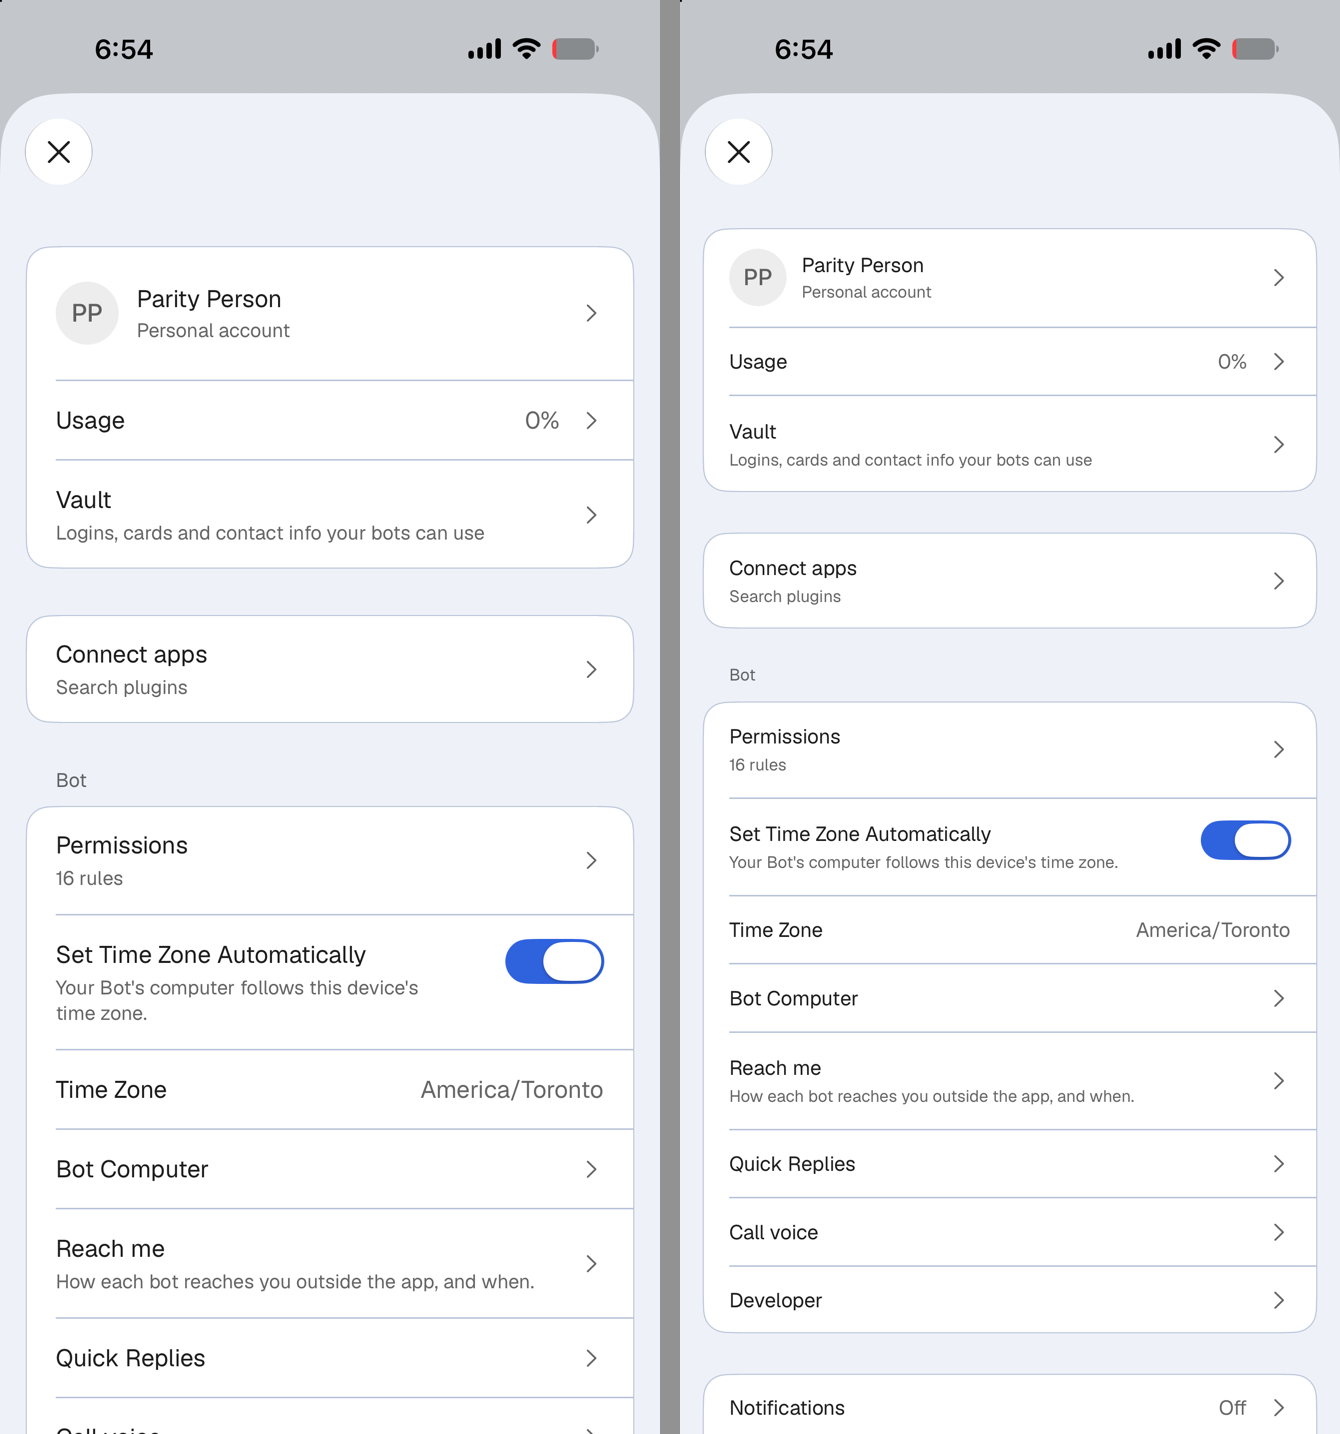 6:54
PP
Parity Person
Personal account
Usage
0%
Vault
Logins, cards and contact info your bots can use
Connect apps
Search plugins
Bot
Permissions
16 rules
Set Time Zone Automatically
Your Bot's computer follows this device's
time zone.
Time Zone
America/Toronto
Bot Computer
Reach me
How each bot reaches you outside the app, and when.
Quick Replies
Call voice
6:54
PP
Parity Person
Personal account
Usage
0%
Vault
Logins, cards and contact info your bots can use
Connect apps
Search plugins
Bot
Permissions
16 rules
Set Time Zone Automatically
Your Bot's computer follows this device's time zone.
Time Zone
America/Toronto
Bot Computer
Reach me
How each bot reaches you outside the app, and when.
Quick Replies
Call voice
Developer
Notifications
Off